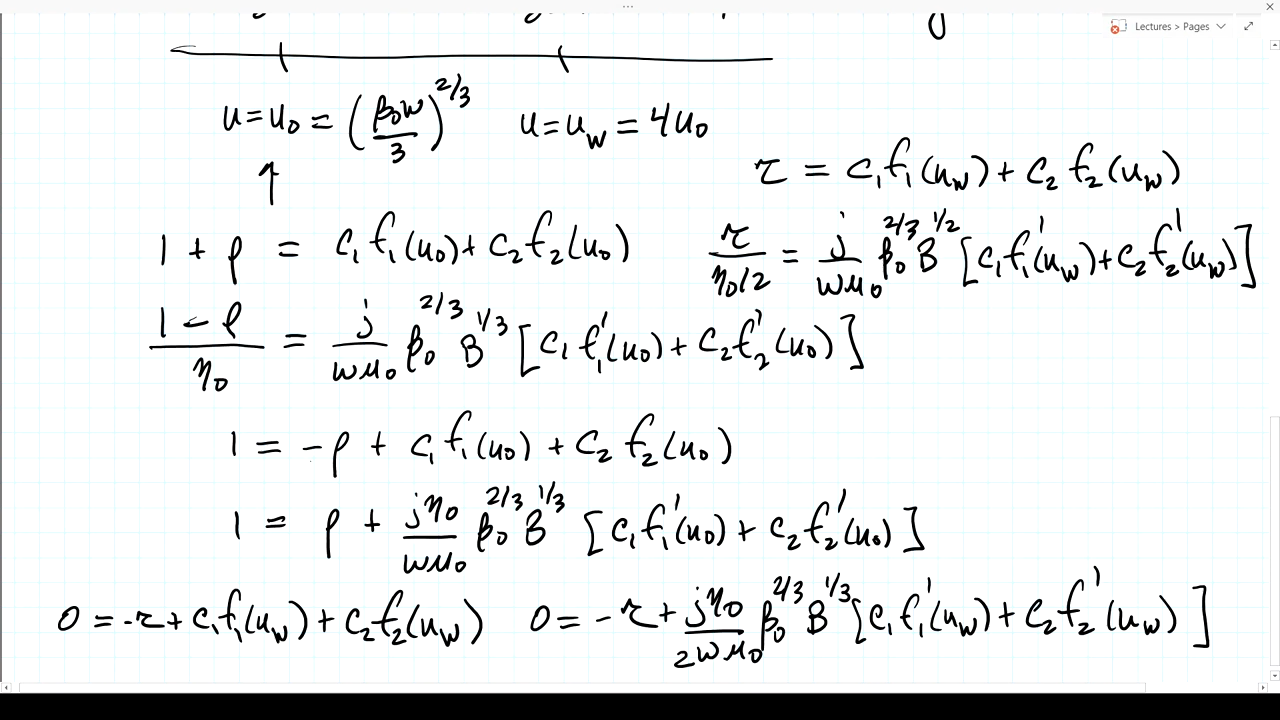 Lectures > Pages
u = u₀ = (β₀w/3)^(2/3)   u = u_w = 4u₀
τ = c₁f₁(u_w) + c₂f₂(u_w)
1 + ρ = c₁f₁(u₀) + c₂f₂(u₀)
τ/(η₀/2) = j/(ωμ₀) β₀^(2/3) B^(1/2) [c₁f₁'(u_w) + c₂f₂'(u_w)]
(1 - ρ)/η₀ = j/(ωμ₀) β₀^(2/3) B^(1/3) [c₁f₁'(u₀) + c₂f₂'(u₀)]
1 = -ρ + c₁f₁(u₀) + c₂f₂(u₀)
1 = ρ + jη₀/(ωμ₀) β₀^(2/3) B^(1/3) [c₁f₁'(u₀) + c₂f₂'(u₀)]
0 = -τ + c₁f₁(u_w) + c₂f₂(u_w)   0 = -τ + jη₀/(2ωμ₀) β₀^(2/3) B^(1/3) [c₁f₁'(u_w) + c₂f₂'(u_w)]